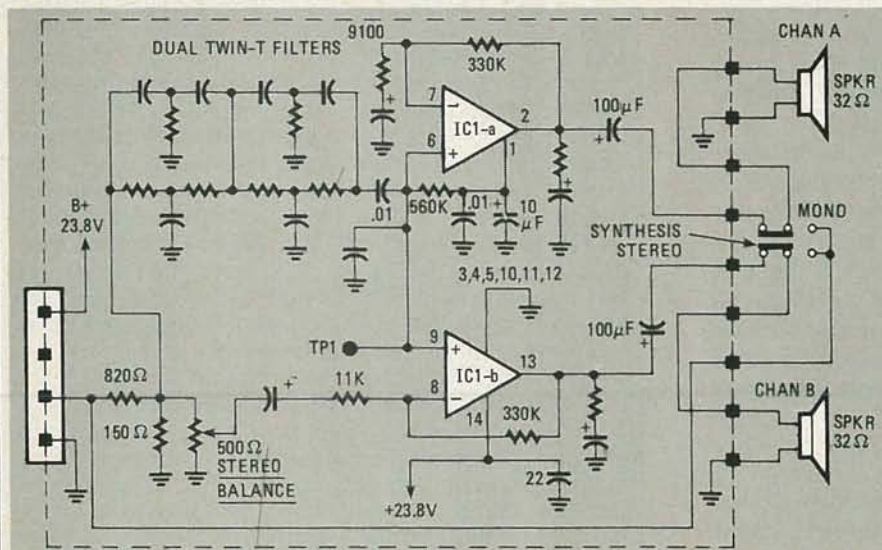 DUAL TWIN-T FILTERS
9100
330K
CHAN A
SPKR
32 Ω
7
−
6
+
IC1-a
2
1
100μF
+
B+
23.8V
.01
560K
.01
+
10
μF
+
MONO
SYNTHESIS
STEREO
3,4,5,10,11,12
100μF
+
TP1
9
+
8
−
IC1-b
13
14
820Ω
150Ω
500Ω
STEREO
BALANCE
+
-
11K
330K
+
22
+23.8V
CHAN B
SPKR
32 Ω